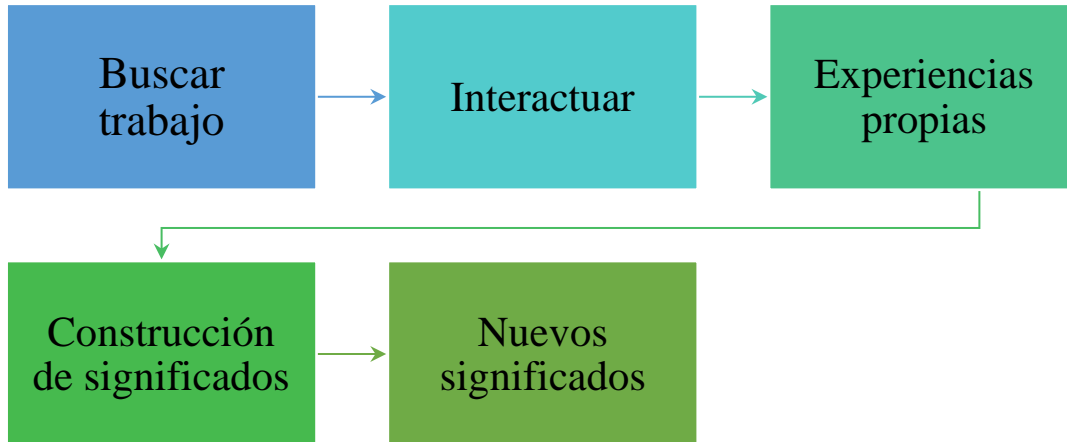 Buscar
trabajo
Interactuar
Experiencias
propias
Construcción
de significados
Nuevos
significados